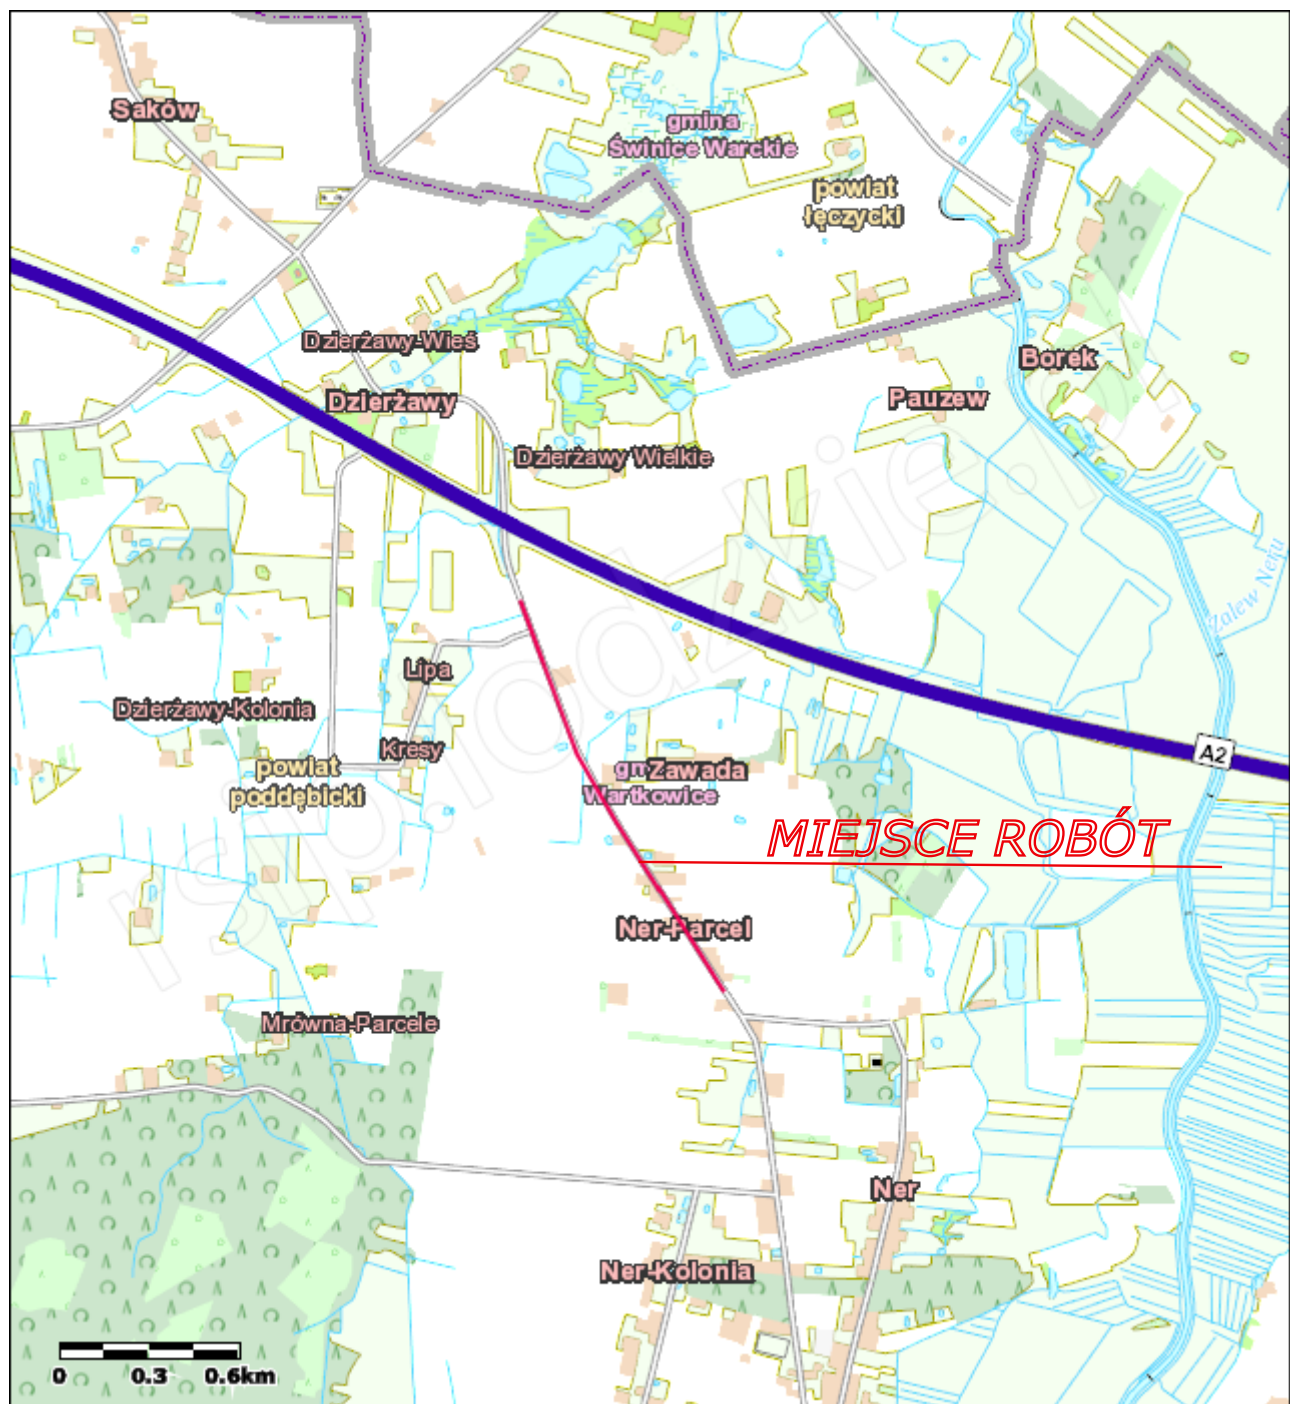 Saków
gmina
Świnice Warckie
powiat
łęczycki
Dzierżawy-Wieś
Borek
Dzierżawy
Pauzew
Dzierżawy Wielkie
Zalew Neru
Lipa
Dzierżawy-Kolonia
Kresy
A2
powiat
poddębicki
gm
Zawada
Wartkowice
MIEJSCE ROBÓT
Ner-Parcel
Mrówna-Parcele
Ner
Ner-Kolonia
0 0.3 0.6km